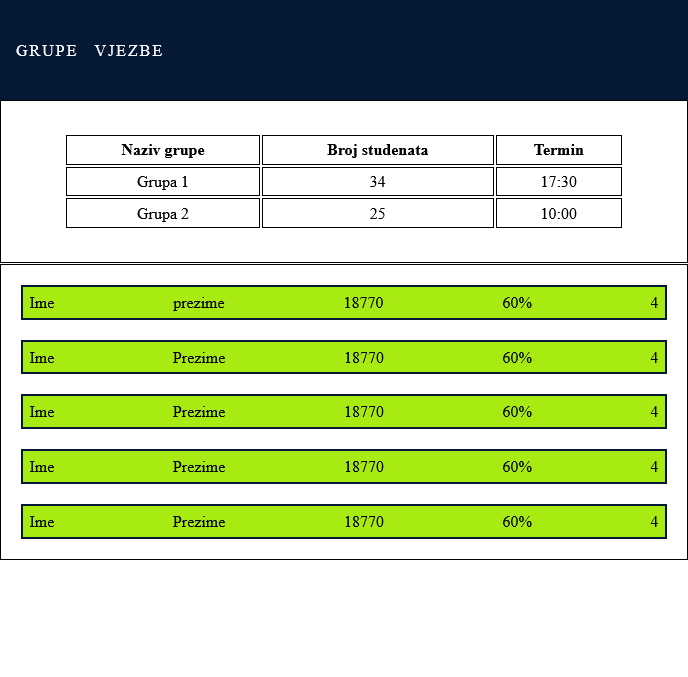 GRUPE VJEZBE
Naziv grupe Broj studenata Termin
Grupa 1 34 17:30
Grupa 2 25 10:00
Ime prezime 18770 60% 4
Ime Prezime 18770 60% 4
Ime Prezime 18770 60% 4
Ime Prezime 18770 60% 4
Ime Prezime 18770 60% 4